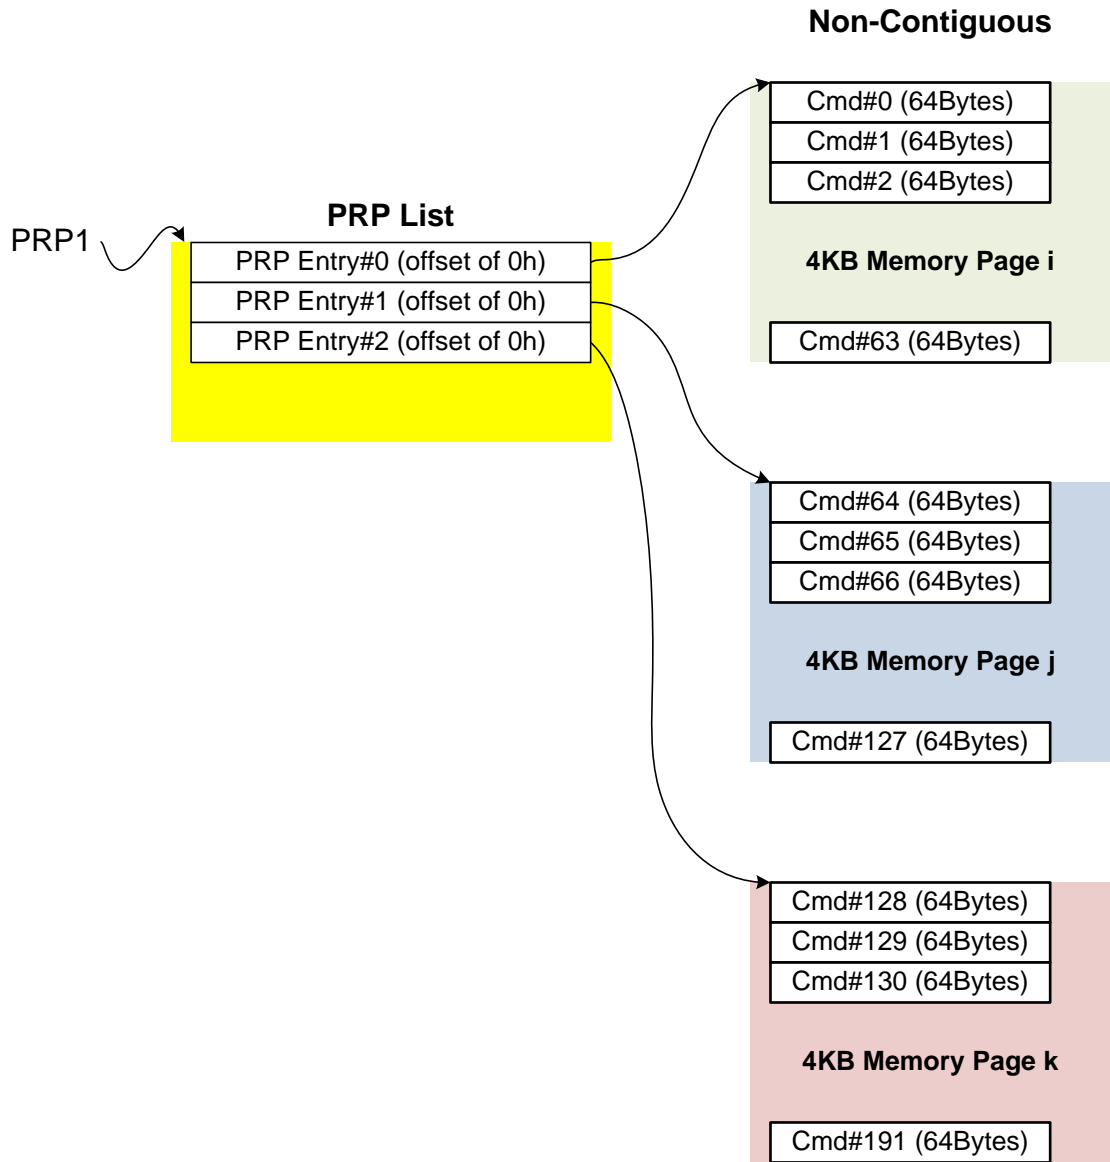 Non-Contiguous
Cmd#0 (64Bytes)
Cmd#1 (64Bytes)
Cmd#2 (64Bytes)
4KB Memory Page i
Cmd#63 (64Bytes)
PRP1
PRP List
PRP Entry#0 (offset of 0h)
PRP Entry#1 (offset of 0h)
PRP Entry#2 (offset of 0h)
Cmd#64 (64Bytes)
Cmd#65 (64Bytes)
Cmd#66 (64Bytes)
4KB Memory Page j
Cmd#127 (64Bytes)
Cmd#128 (64Bytes)
Cmd#129 (64Bytes)
Cmd#130 (64Bytes)
4KB Memory Page k
Cmd#191 (64Bytes)